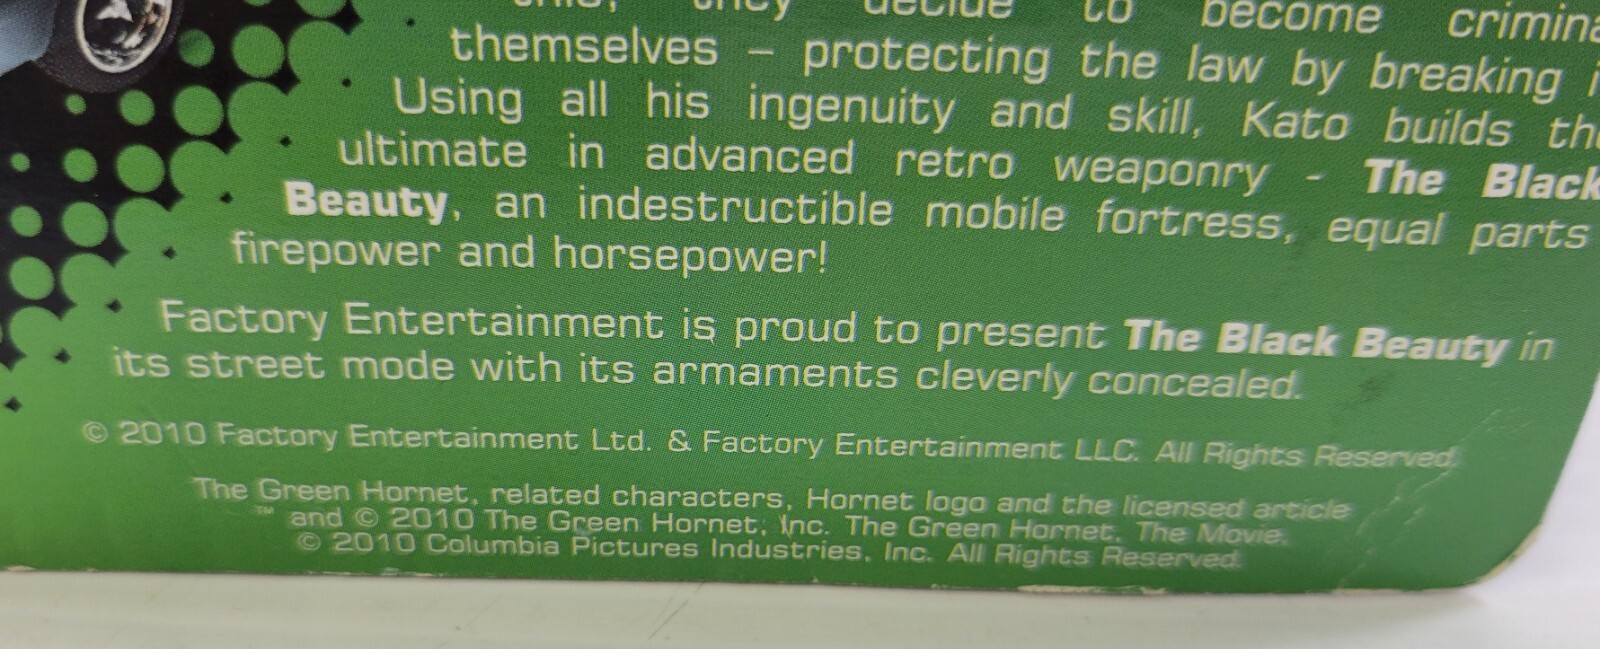 they decide to become
themselves – protecting the law by breaking
Using all his ingenuity and skill, Kato builds
ultimate in advanced retro weaponry - The Black
Beauty, an indestructible mobile fortress, equal parts
firepower and horsepower!
Factory Entertainment is proud to present The Black Beauty in
its street mode with its armaments cleverly concealed.
© 2010 Factory Entertainment Ltd. & Factory Entertainment LLC. All Rights Reserved.
The Green Hornet, related characters, Hornet logo and the licensed article
™ and © 2010 The Green Hornet, Inc. The Green Hornet, The Movie,
© 2010 Columbia Pictures Industries, Inc. All Rights Reserved.